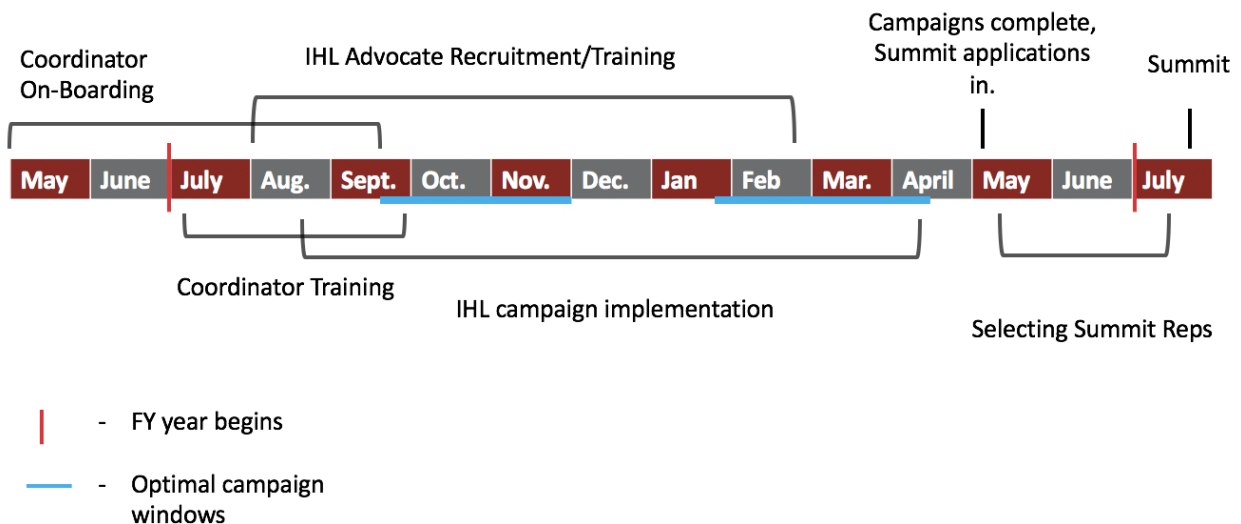 Coordinator
On-Boarding
IHL Advocate Recruitment/Training
Campaigns complete,
Summit applications
in.
Summit
May June July Aug. Sept. Oct. Nov. Dec. Jan Feb Mar. April May June July
Coordinator Training
IHL campaign implementation
Selecting Summit Reps
- FY year begins
- Optimal campaign
windows